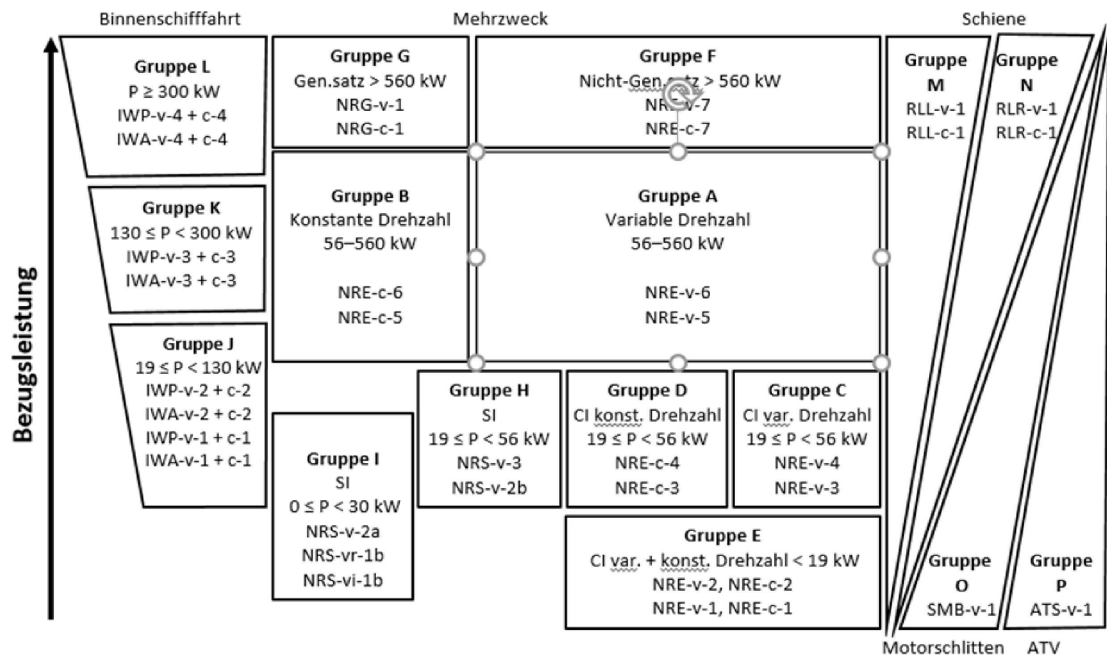 Binnenschifffahrt
Mehrzweck
Schiene
Bezugsleistung
Gruppe L
P ≥ 300 kW
IWP-v-4 + c-4
IWA-v-4 + c-4
Gruppe K
130 ≤ P < 300 kW
IWP-v-3 + c-3
IWA-v-3 + c-3
Gruppe J
19 ≤ P < 130 kW
IWP-v-2 + c-2
IWA-v-2 + c-2
IWP-v-1 + c-1
IWA-v-1 + c-1
Gruppe G
Gen.satz > 560 kW
NRG-v-1
NRG-c-1
Gruppe F
Nicht-Gen.satz > 560 kW
NRE-v-7
NRE-c-7
Gruppe B
Konstante Drehzahl
56–560 kW
NRE-c-6
NRE-c-5
Gruppe A
Variable Drehzahl
56–560 kW
NRE-v-6
NRE-v-5
Gruppe I
SI
0 ≤ P < 30 kW
NRS-v-2a
NRS-vr-1b
NRS-vi-1b
Gruppe H
SI
19 ≤ P < 56 kW
NRS-v-3
NRS-v-2b
Gruppe D
CI konst. Drehzahl
19 ≤ P < 56 kW
NRE-c-4
NRE-c-3
Gruppe C
CI var. Drehzahl
19 ≤ P < 56 kW
NRE-v-4
NRE-v-3
Gruppe E
CI var. + konst. Drehzahl < 19 kW
NRE-v-2, NRE-c-2
NRE-v-1, NRE-c-1
Gruppe
M
RLL-v-1
RLL-c-1
Gruppe
N
RLR-v-1
RLR-c-1
Gruppe
O
SMB-v-1
Gruppe
P
ATS-v-1
Motorschlitten
ATV